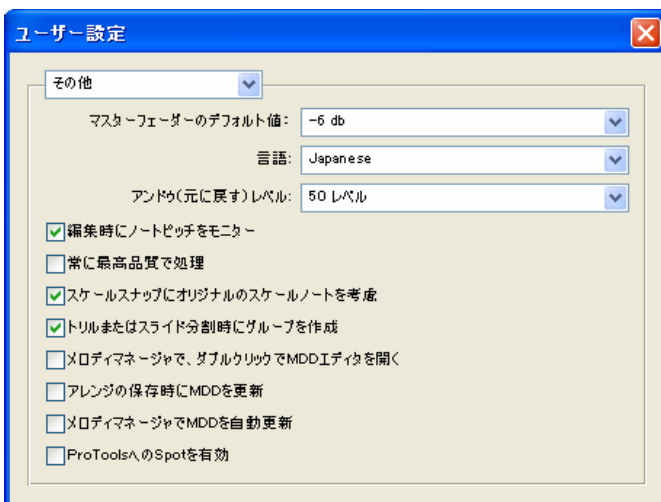 ユーザー設定
その他
マスターフェーダーのデフォルト値: -6 db
言語: Japanese
アンドゥ(元に戻す)レベル: 50 レベル
編集時にノートピッチをモニター
常に最高品質で処理
スケールスナップにオリジナルのスケールノートを考慮
トリルまたはスライド分割時にグループを作成
メロディマネージャで、ダブルクリックでMDDエディタを開く
アレンジの保存時にMDDを更新
メロディマネージャでMDDを自動更新
ProToolsへのSpotを有効